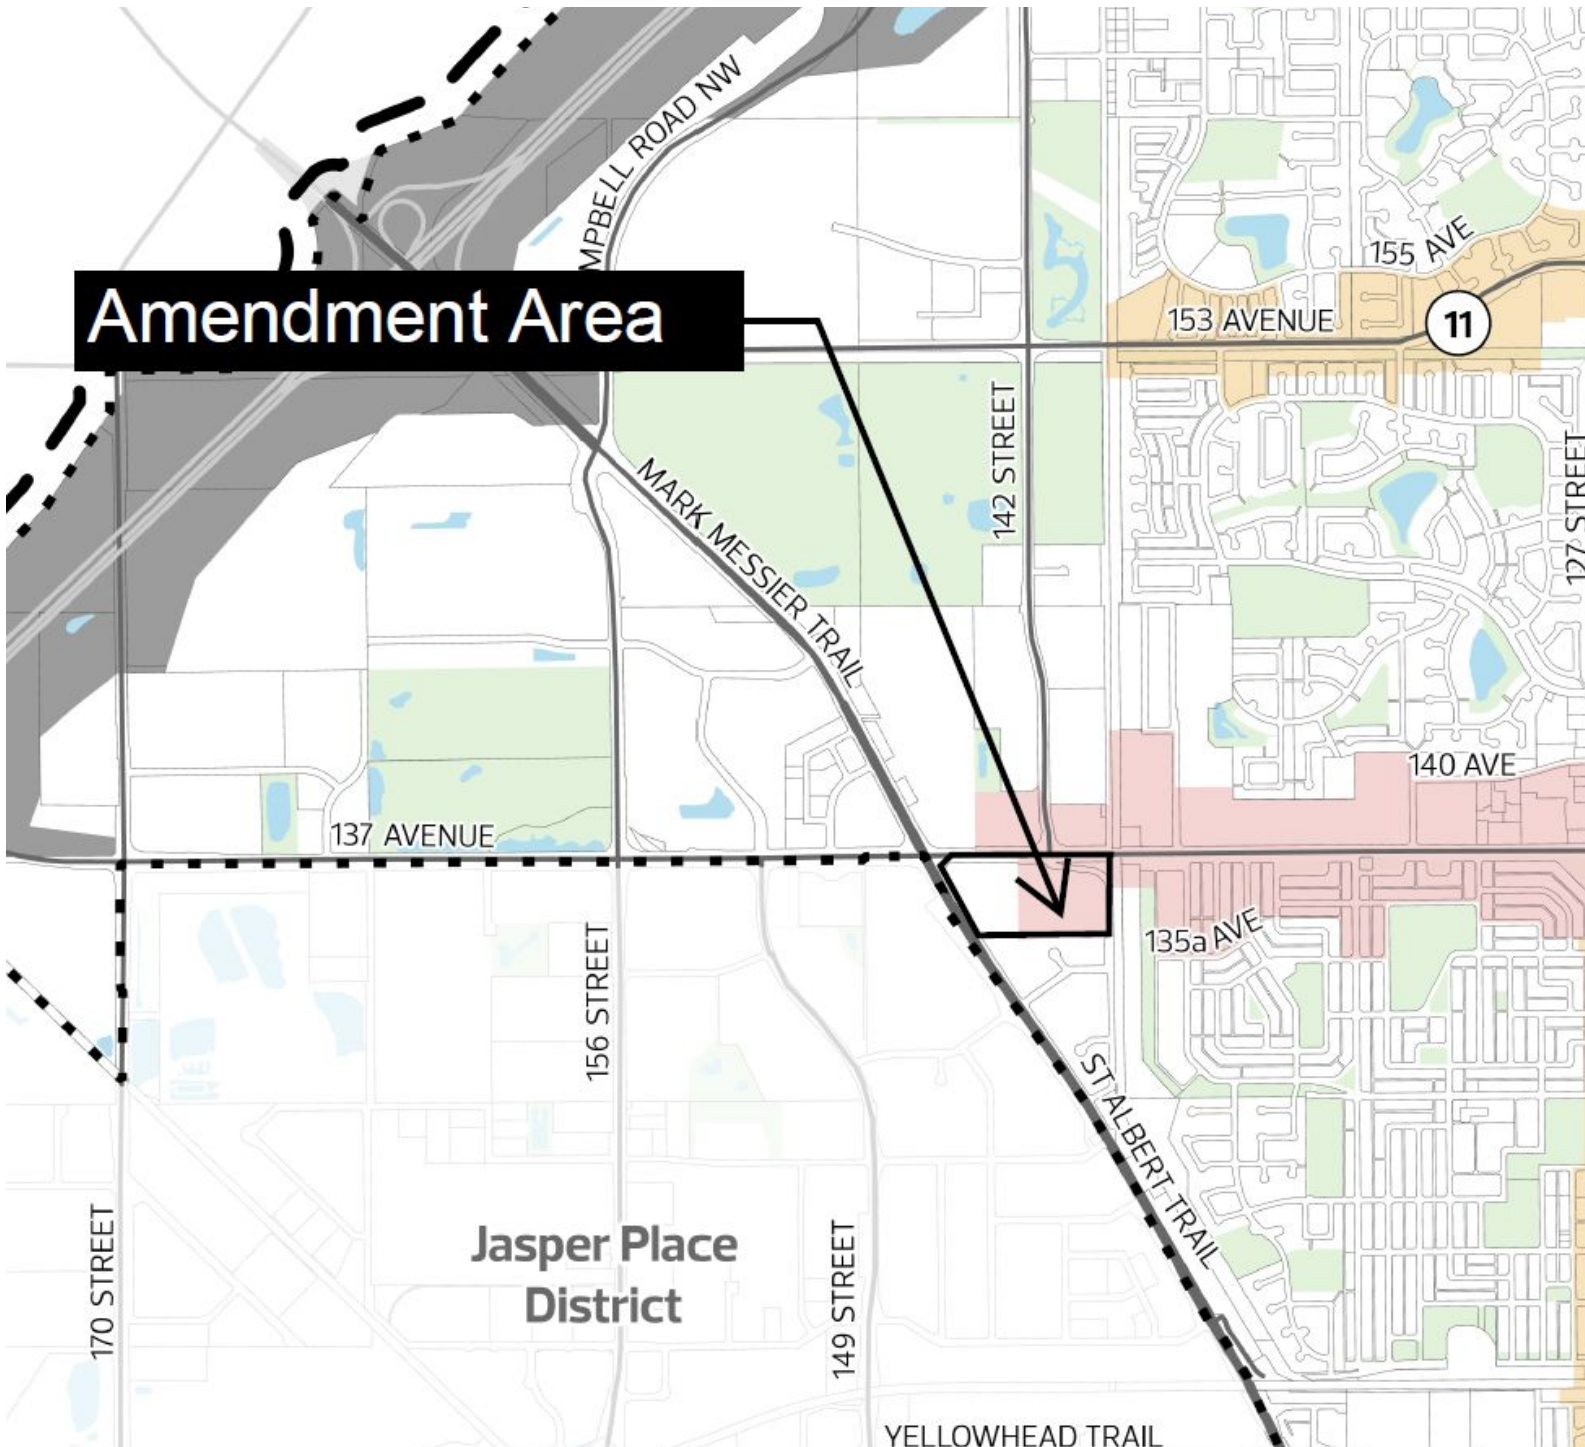 MPBELL ROAD NW
155 AVE
Amendment Area
153 AVENUE
11
142 STREET
127 STREET
MARK MESSIER TRAIL
140 AVE
137 AVENUE
135a AVE
156 STREET
ST ALBERT TRAIL
Jasper Place
District
170 STREET
149 STREET
YELLOWHEAD TRAIL